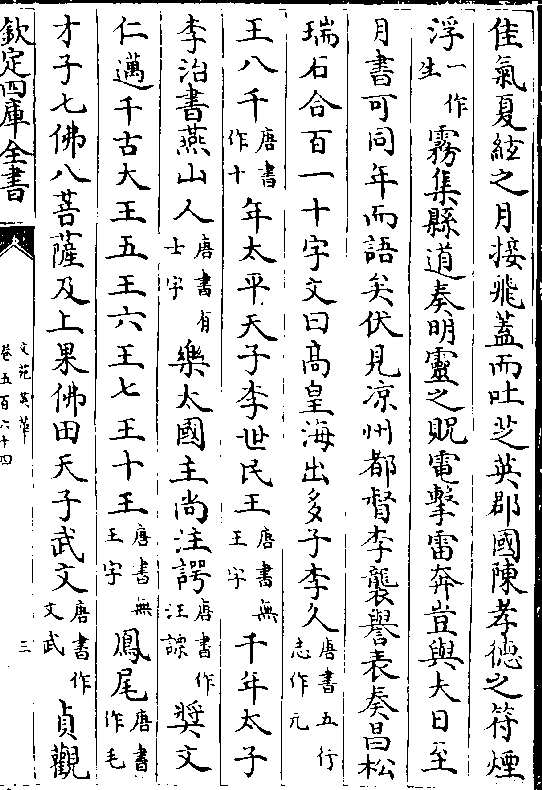 佳氣夏紘之月接飛蓋而吐芝英郡國陳孝德之符煙
浮一作生霧集縣道奏明靈之貺電擊雷奔豈與大日至
月書可同年而語矣伏見凉州都督李襲譽表奏昌松
瑞石合百一十字文曰髙皇海出多子李久唐書五行志作元
王八千唐書作十年太平天子李世民王唐書無王字千年太子
李治書燕山人唐書有士字樂太國主尚注諤唐書作汪譚奬文
仁邁千古大王五王六王七王十王唐書無王字鳳尾唐書作毛
才子七佛八菩薩及上果佛田天子武文唐書作文武貞觀
欽定四庫全書
文苑英華
卷五百六十四
三